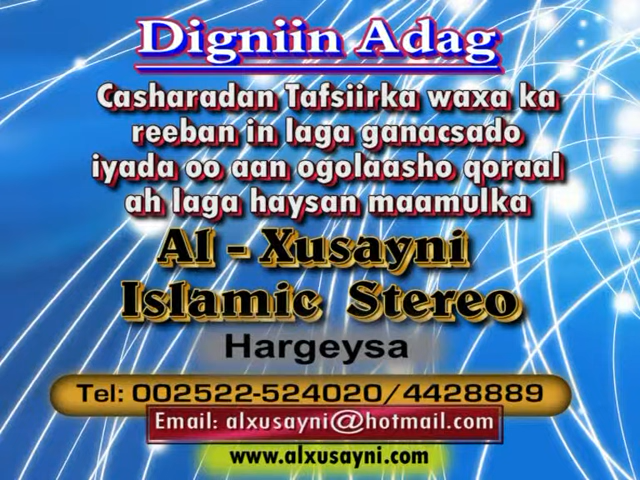 Digniin Adag
Casharadan Tafsiirka waxa ka
reeban in laga ganacsado
iyada oo aan ogolaasho qoraal
ah laga haysan maamulka
Al - Xusayni
Islamic Stereo
Hargeysa
Tel: 002522-524020/4428889
Email: alxusayni@hotmail.com
www.alxusayni.com